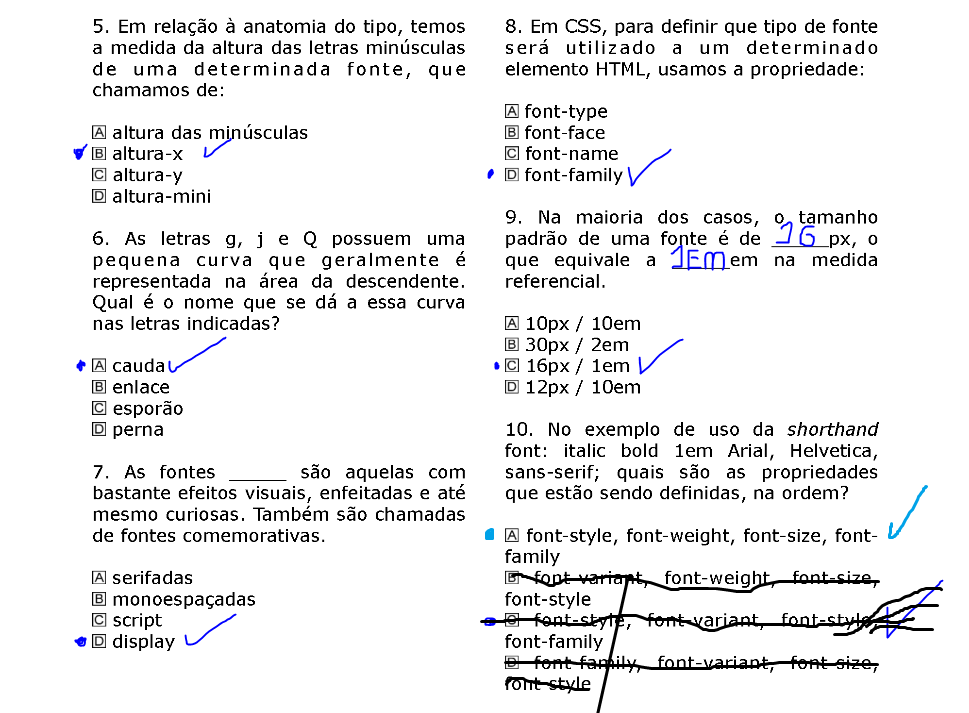 5. Em relação à anatomia do tipo, temos
a medida da altura das letras minúsculas
de uma determinada fonte, que
chamamos de:
A altura das minúsculas
B altura-x
C altura-y
D altura-mini
6. As letras g, j e Q possuem uma
pequena curva que geralmente é
representada na área da descendente.
Qual é o nome que se dá a essa curva
nas letras indicadas?
A cauda
B enlace
C esporão
D perna
7. As fontes ______ são aquelas com
bastante efeitos visuais, enfeitadas e até
mesmo curiosas. Também são chamadas
de fontes comemorativas.
A serifadas
B monoespaçadas
C script
D display
8. Em CSS, para definir que tipo de fonte
será utilizado a um determinado
elemento HTML, usamos a propriedade:
A font-type
B font-face
C font-name
D font-family
9. Na maioria dos casos, o tamanho
padrão de uma fonte é de 16 px, o
que equivale a 1Em em na medida
referencial.
A 10px / 10em
B 30px / 2em
C 16px / 1em
D 12px / 10em
10. No exemplo de uso da shorthand
font: italic bold 1em Arial, Helvetica,
sans-serif; quais são as propriedades
que estão sendo definidas, na ordem?
A font-style, font-weight, font-size, font-
family
B font-variant, font-weight, font-size,
font-style
C font-style, font-variant, font-style,
font-family
D font-family, font-variant, font-size,
font-style